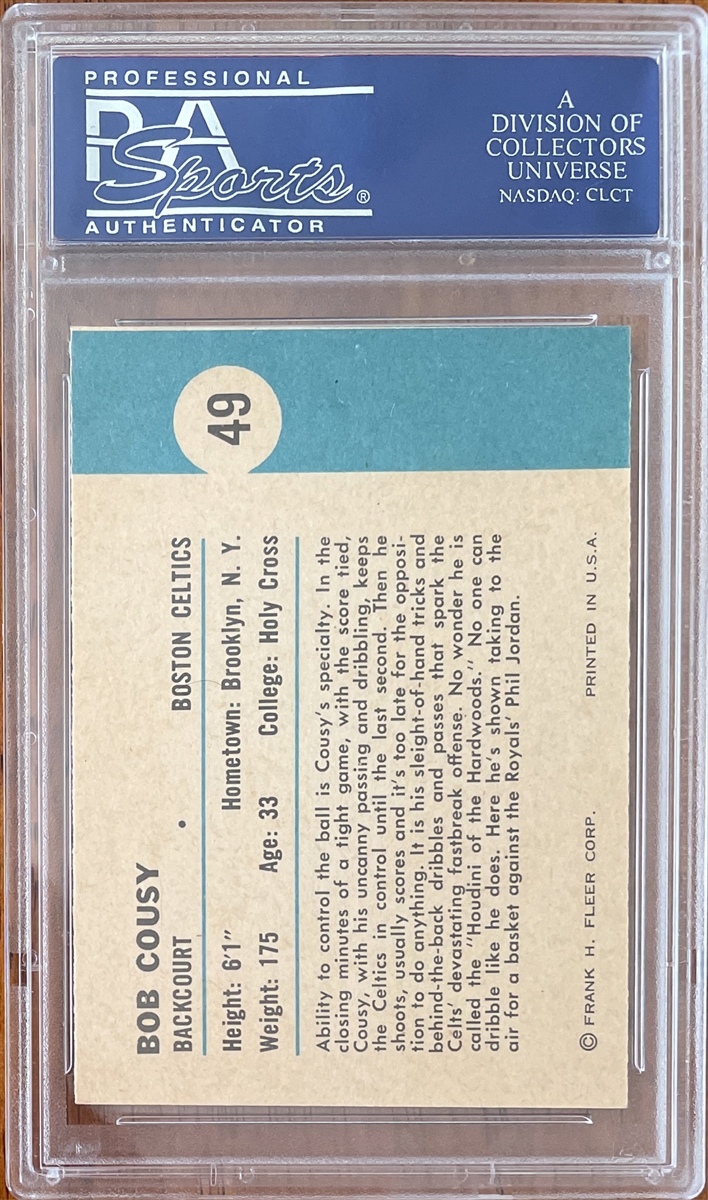 PROFESSIONAL
PSA
Sports®
AUTHENTICATOR
A
DIVISION OF
COLLECTORS
UNIVERSE
NASDAQ: CLCT
49
BOB COUSY
BACKCOURT • BOSTON CELTICS
Height: 6'1" Hometown: Brooklyn, N. Y.
Weight: 175 Age: 33 College: Holy Cross
Ability to control the ball is Cousy's specialty. In the
closing minutes of a tight game, with the score tied,
Cousy, with his uncanny passing and dribbling, keeps
the Celtics in control until the last second. Then he
shoots, usually scores and it's too late for the opposi-
tion to do anything. It is his sleight-of-hand tricks and
behind-the-back dribbles and passes that spark the
Celts' devastating fastbreak offense. No wonder he is
called the "Houdini of the Hardwoods." No one can
dribble like he does. Here he's shown taking to the
air for a basket against the Royals' Phil Jordan.
© FRANK H. FLEER CORP. PRINTED IN U.S.A.